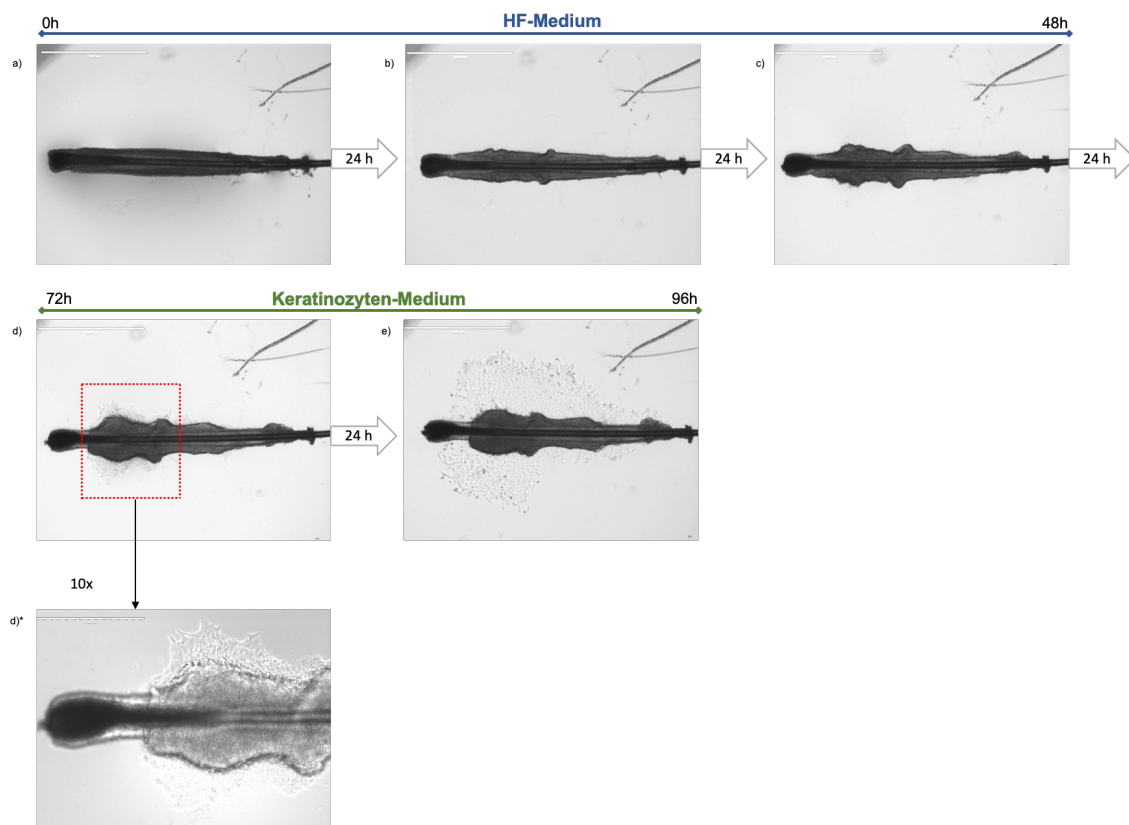 0h HF-Medium 48h
a) b) c)
24 h 24 h 24 h
72h Keratinozyten-Medium 96h
d) e)
24 h
10x
d)*